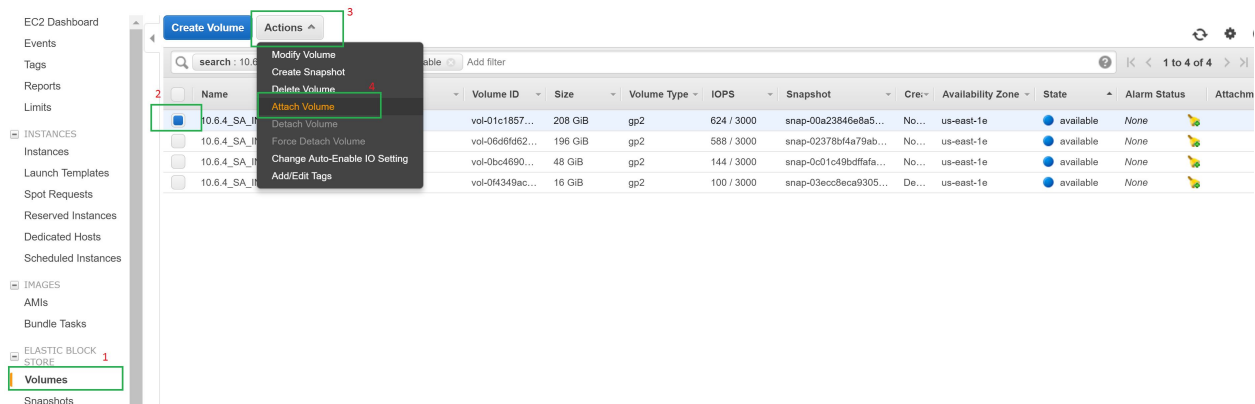 EC2 Dashboard
Events
Tags
Reports
Limits
INSTANCES
Instances
Launch Templates
Spot Requests
Reserved Instances
Dedicated Hosts
Scheduled Instances
IMAGES
AMIs
Bundle Tasks
ELASTIC BLOCK
STORE
1
Volumes
Snapshots
Create Volume Actions 3
search : 10.6 able Add filter 1 to 4 of 4
Modify Volume
Create Snapshot
Delete Volume 4
Attach Volume
Detach Volume
Force Detach Volume
Change Auto-Enable IO Setting
Add/Edit Tags
2 Name Volume ID Size Volume Type IOPS Snapshot Availability Zone State Alarm Status Attachm
10.6.4_SA_I vol-01c1857... 208 GiB gp2 624 / 3000 snap-00a23846e8a5... No... us-east-1e available None
10.6.4_SA_I vol-06d6fd62... 196 GiB gp2 588 / 3000 snap-02378bf4a79ab... No... us-east-1e available None
10.6.4_SA_I vol-0bc4690... 48 GiB gp2 144 / 3000 snap-0c01c49bdffafa... No... us-east-1e available None
10.6.4_SA_I vol-0f4349ac... 16 GiB gp2 100 / 3000 snap-03ecc8eca9305... De... us-east-1e available None